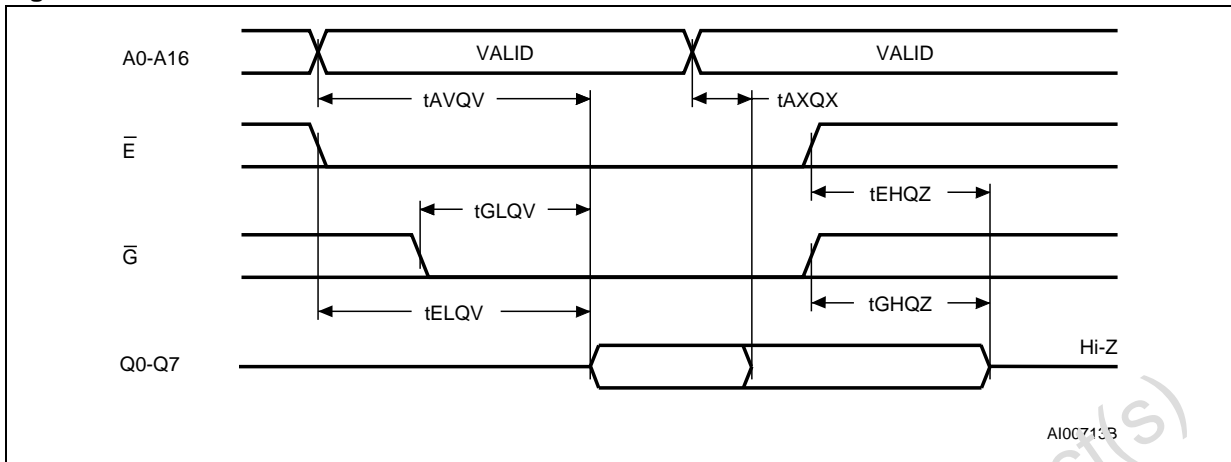 A0-A16 VALID VALID
tAVQV tAXQX
E
tEHQZ
tGLQV
G
tGHQZ
tELQV
Hi-Z
Q0-Q7